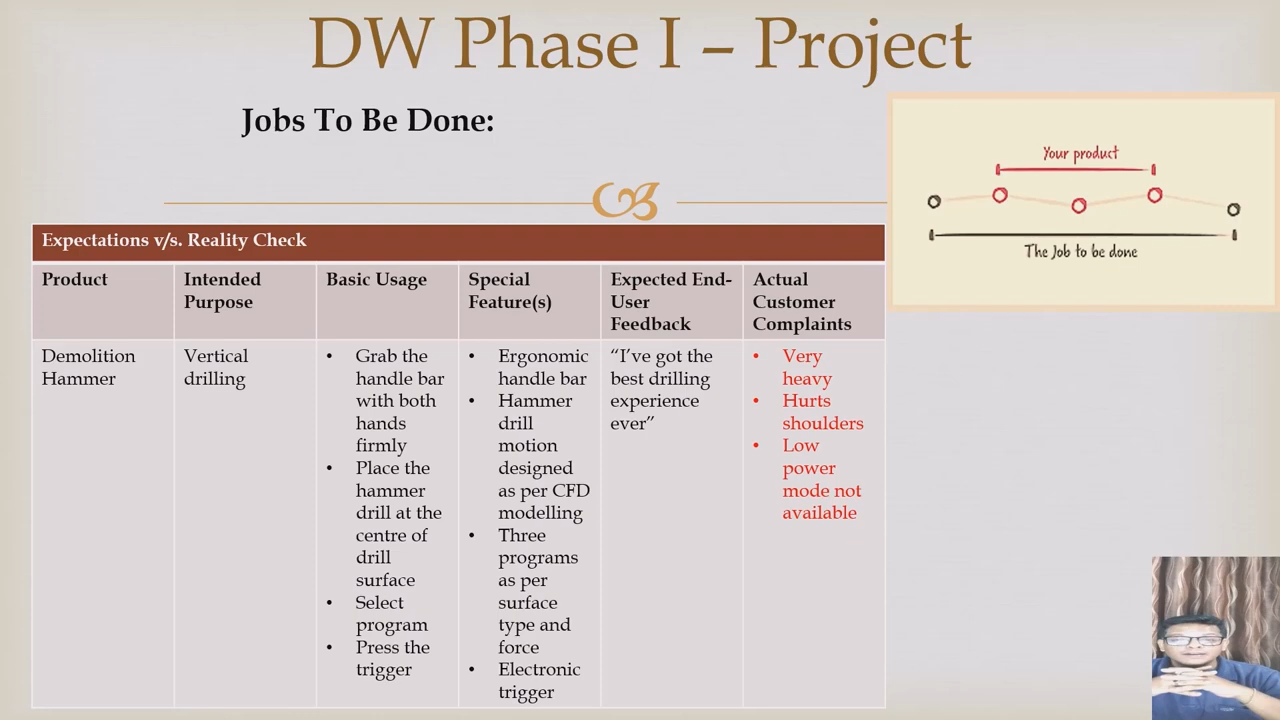 DW Phase I – Project
Jobs To Be Done:
Your product
The Job to be done
Expectations v/s. Reality Check
Product
Intended
Purpose
Basic Usage
Special
Feature(s)
Expected End-
User
Feedback
Actual
Customer
Complaints
Demolition
Hammer
Vertical
drilling
• Grab the
handle bar
with both
hands
firmly
• Place the
hammer
drill at the
centre of
drill
surface
• Select
program
• Press the
trigger
• Ergonomic
handle bar
• Hammer
drill
motion
designed
as per CFD
modelling
• Three
programs
as per
surface
type and
force
• Electronic
trigger
“I’ve got the
best drilling
experience
ever”
• Very
heavy
• Hurts
shoulders
• Low
power
mode not
available